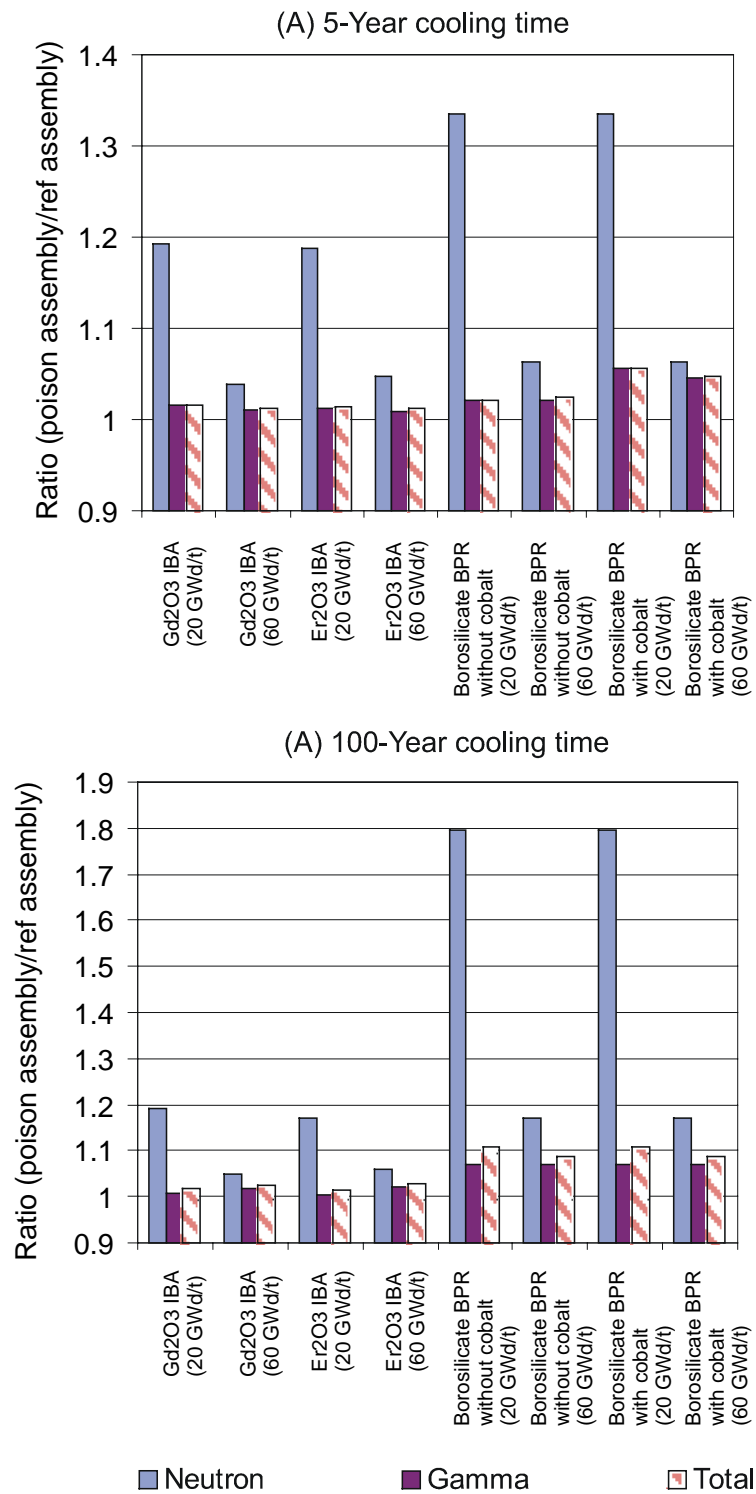 (A) 5-Year cooling time
Ratio (poison assembly/ref assembly)
1.4
1.3
1.2
1.1
1
0.9
Gd2O3 IBA
(20 GWd/t)
Gd2O3 IBA
(60 GWd/t)
Er2O3 IBA
(20 GWd/t)
Er2O3 IBA
(60 GWd/t)
Borosilicate BPR
without cobalt
(20 GWd/t)
Borosilicate BPR
without cobalt
(60 GWd/t)
Borosilicate BPR
with cobalt
(20 GWd/t)
Borosilicate BPR
with cobalt
(60 GWd/t)
(A) 100-Year cooling time
Ratio (poison assembly/ref assembly)
1.9
1.8
1.7
1.6
1.5
1.4
1.3
1.2
1.1
1
0.9
Gd2O3 IBA
(20 GWd/t)
Gd2O3 IBA
(60 GWd/t)
Er2O3 IBA
(20 GWd/t)
Er2O3 IBA
(60 GWd/t)
Borosilicate BPR
without cobalt
(20 GWd/t)
Borosilicate BPR
without cobalt
(60 GWd/t)
Borosilicate BPR
with cobalt
(20 GWd/t)
Borosilicate BPR
with cobalt
(60 GWd/t)
Neutron Gamma Total